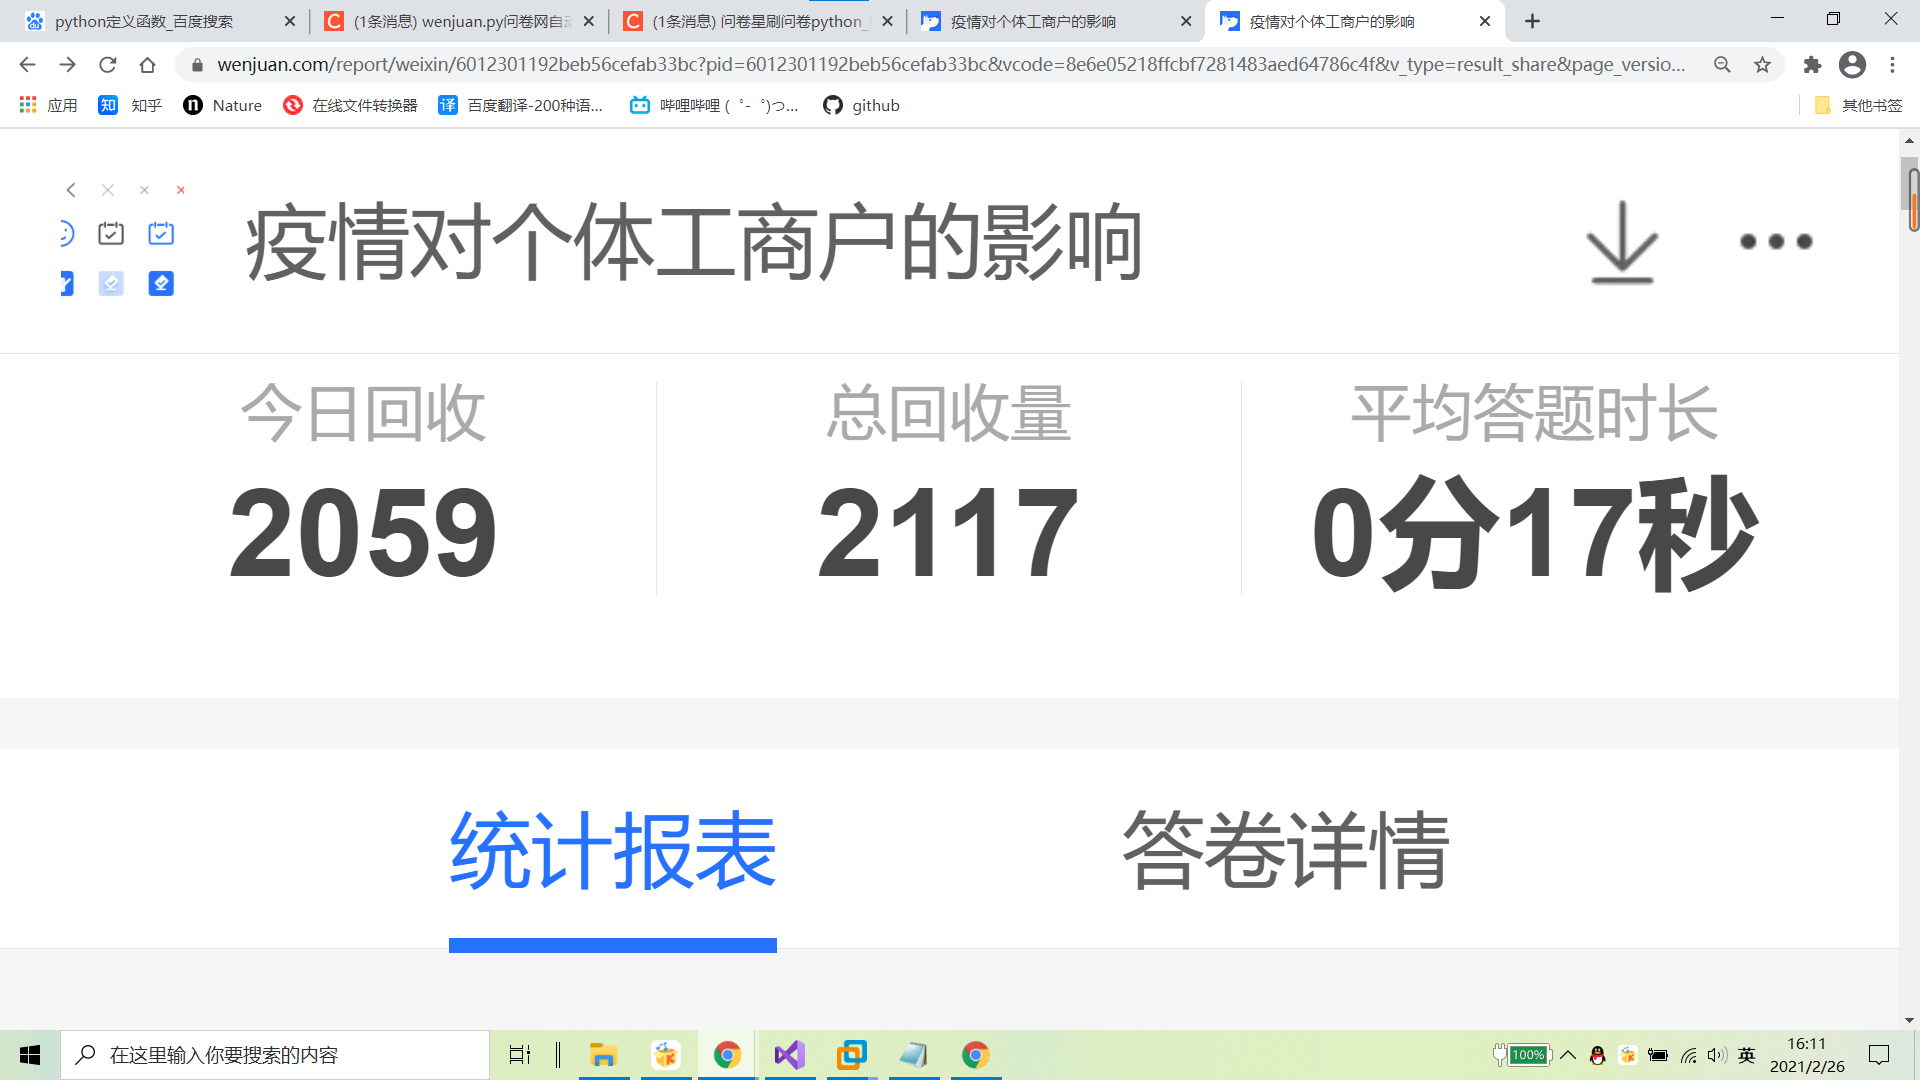 python定义函数_百度搜索
(1条消息) wenjuan.py问卷网自动
(1条消息) 问卷星刷问卷python_
疫情对个体工商户的影响
疫情对个体工商户的影响
wenjuan.com/report/weixin/6012301192beb56cefab33bc?pid=6012301192beb56cefab33bc&vcode=8e6e05218ffcbf7281483aed64786c4f&v_type=result_share&page_versio...
应用
知乎
Nature
在线文件转换器
百度翻译-200种语...
哔哩哔哩 ( ゜- ゜)つ...
github
其他书签
疫情对个体工商户的影响
今日回收
总回收量
平均答题时长
2059
2117
0分17秒
统计报表
答卷详情
在这里输入你要搜索的内容
100%
英
16:11
2021/2/26